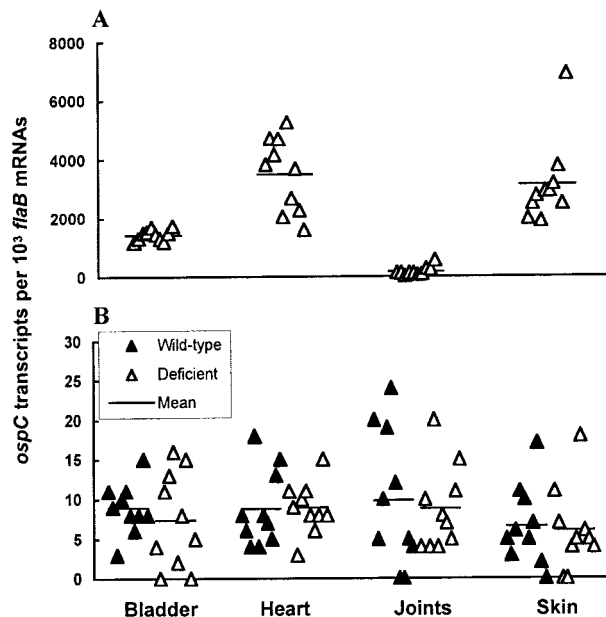 A
8000
6000
4000
2000
0
ospC transcripts per 10³ flaB mRNAs
B
30
25
20
15
10
5
0
Wild-type
Deficient
Mean
Bladder Heart Joints Skin